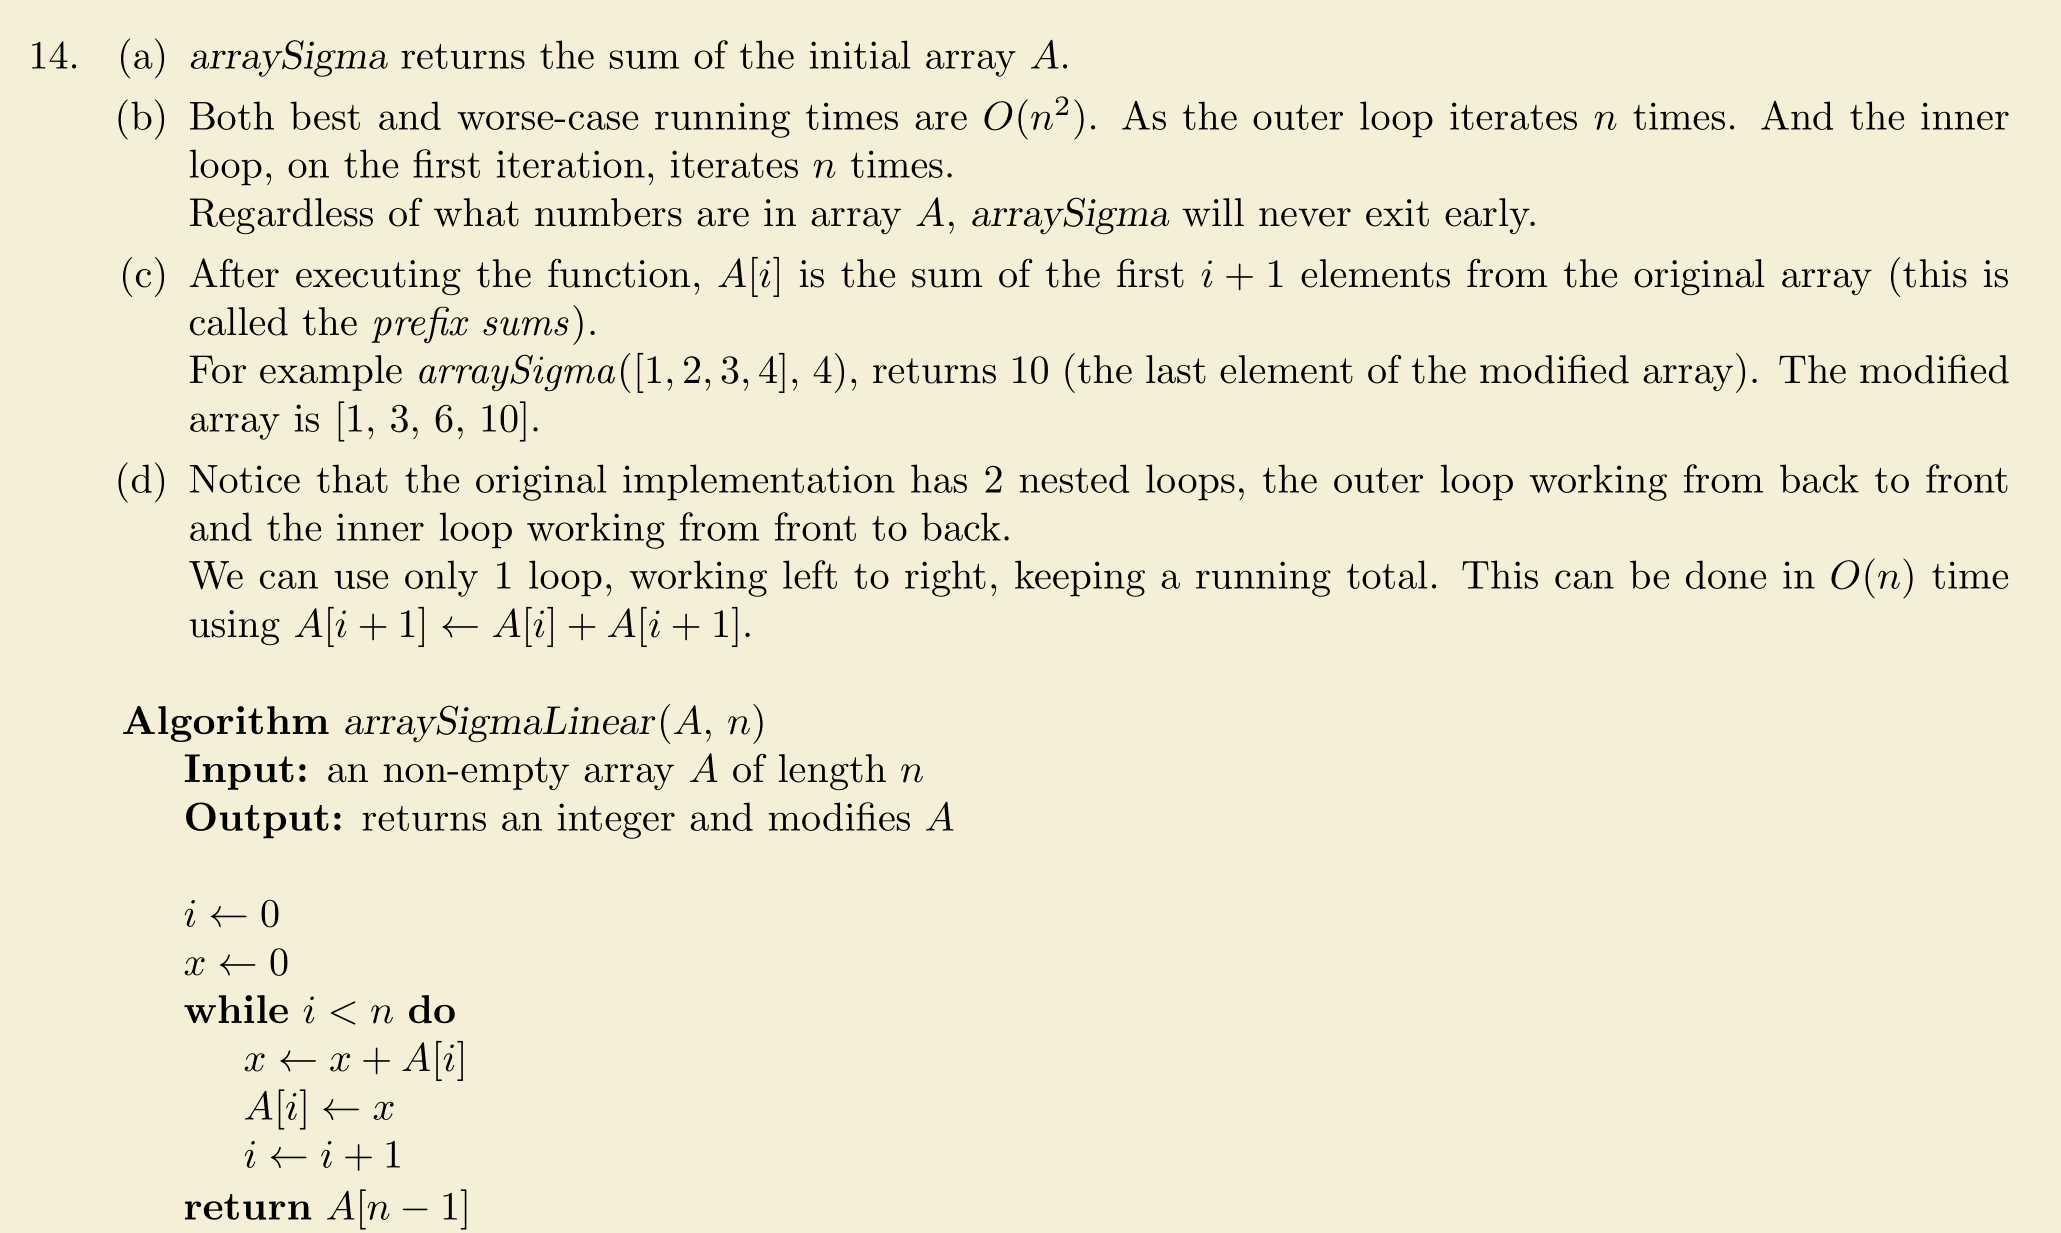 14. (a) arraySigma returns the sum of the initial array A.
(b) Both best and worse-case running times are O(n²). As the outer loop iterates n times. And the inner
loop, on the first iteration, iterates n times.
Regardless of what numbers are in array A, arraySigma will never exit early.
(c) After executing the function, A[i] is the sum of the first i + 1 elements from the original array (this is
called the prefix sums).
For example arraySigma([1, 2, 3, 4], 4), returns 10 (the last element of the modified array). The modified
array is [1, 3, 6, 10].
(d) Notice that the original implementation has 2 nested loops, the outer loop working from back to front
and the inner loop working from front to back.
We can use only 1 loop, working left to right, keeping a running total. This can be done in O(n) time
using A[i + 1] ← A[i] + A[i + 1].
Algorithm arraySigmaLinear(A, n)
Input: an non-empty array A of length n
Output: returns an integer and modifies A
i ← 0
x ← 0
while i < n do
x ← x + A[i]
A[i] ← x
i ← i + 1
return A[n − 1]